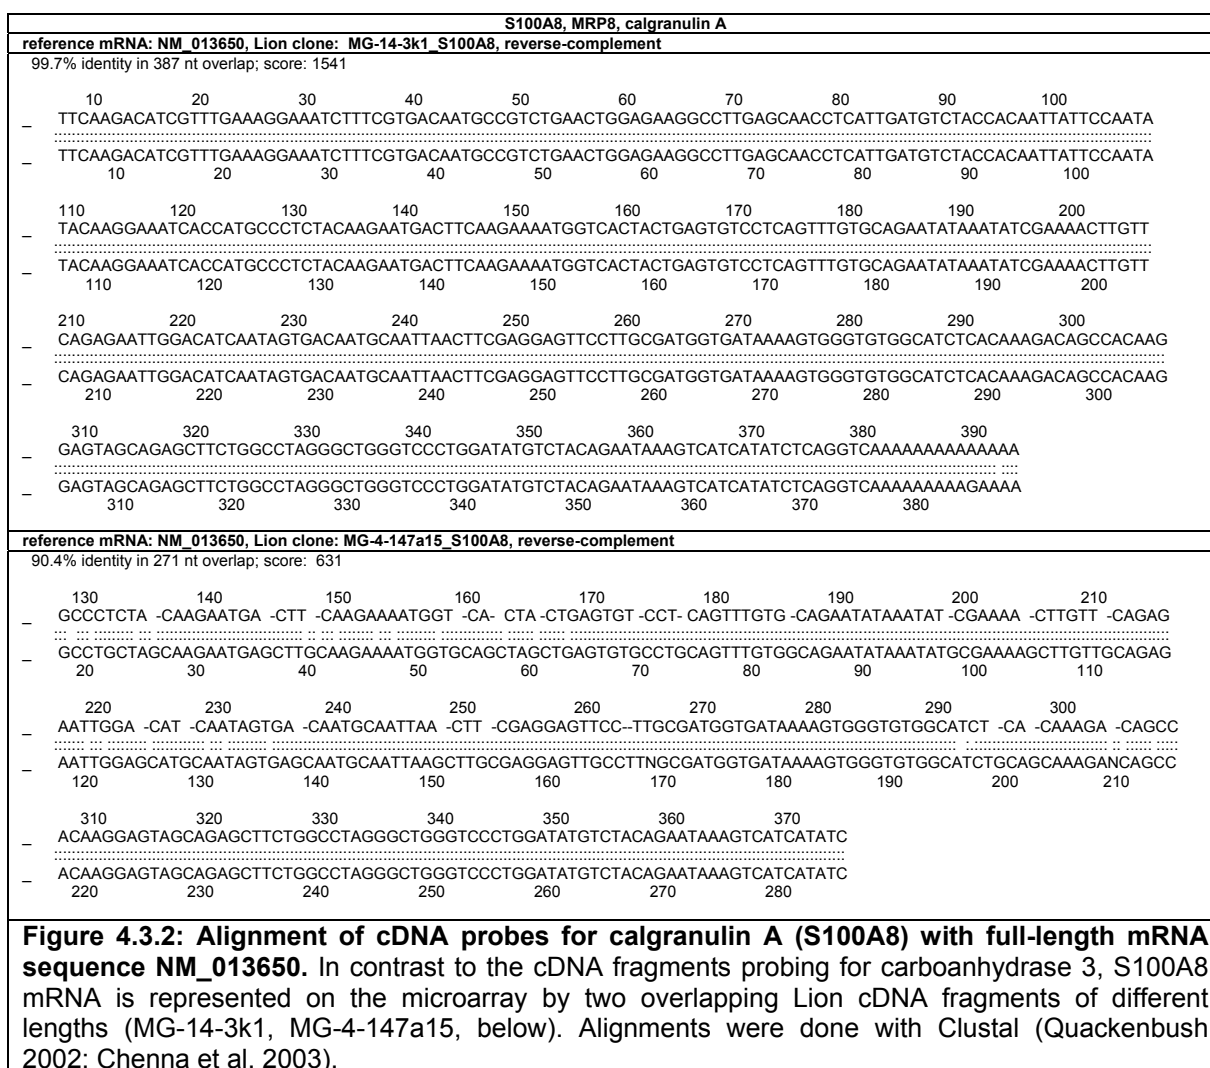 S100A8, MRP8, calgranulin A
reference mRNA: NM_013650, Lion clone: MG-14-3k1_S100A8, reverse-complement
99.7% identity in 387 nt overlap; score: 1541
10 20 30 40 50 60 70 80 90 100
_ TTCAAGACATCGTTTGAAAGGAAATCTTTCGTGACAATGCCGTCTGAACTGGAGAAGGCCTTGAGCAACCTCATTGATGTCTACCACAATTATTCCAATA
_ TTCAAGACATCGTTTGAAAGGAAATCTTTCGTGACAATGCCGTCTGAACTGGAGAAGGCCTTGAGCAACCTCATTGATGTCTACCACAATTATTCCAATA
10 20 30 40 50 60 70 80 90 100
110 120 130 140 150 160 170 180 190 200
_ TACAAGGAAATCACCATGCCCTCTACAAGAATGACTTCAAGAAAATGGTCACTACTGAGTGTCCTCAGTTTGTGCAGAATATAAATATCGAAAACTTGTT
_ TACAAGGAAATCACCATGCCCTCTACAAGAATGACTTCAAGAAAATGGTCACTACTGAGTGTCCTCAGTTTGTGCAGAATATAAATATCGAAAACTTGTT
110 120 130 140 150 160 170 180 190 200
210 220 230 240 250 260 270 280 290 300
_ CAGAGAATTGGACATCAATAGTGACAATGCAATTAACTTCGAGGAGTTCCTTGCGATGGTGATAAAAGTGGGTGTGGCATCTCACAAAGACAGCCACAAG
_ CAGAGAATTGGACATCAATAGTGACAATGCAATTAACTTCGAGGAGTTCCTTGCGATGGTGATAAAAGTGGGTGTGGCATCTCACAAAGACAGCCACAAG
210 220 230 240 250 260 270 280 290 300
310 320 330 340 350 360 370 380 390
_ GAGTAGCAGAGCTTCTGGCCTAGGGCTGGGTCCCTGGATATGTCTACAGAATAAAGTCATCATATCTCAGGTCAAAAAAAAAAAAAAA
_ GAGTAGCAGAGCTTCTGGCCTAGGGCTGGGTCCCTGGATATGTCTACAGAATAAAGTCATCATATCTCAGGTCAAAAAAAAAAGAAAA
310 320 330 340 350 360 370 380
reference mRNA: NM_013650, Lion clone: MG-4-147a15_S100A8, reverse-complement
90.4% identity in 271 nt overlap; score: 631
130 140 150 160 170 180 190 200 210
_ GCCCTCTA -CAAGAATGA -CTT -CAAGAAAATGGT -CA- CTA -CTGAGTGT -CCT- CAGTTTGTG -CAGAATATAAATAT -CGAAAA -CTTGTT -CAGAG
_ GCCTGCTAGCAAGAATGAGCTTGCAAGAAAATGGTGCAGCTAGCTGAGTGTGCCTGCAGTTTGTGGCAGAATATAAATATGCGAAAAGCTTGTTGCAGAG
20 30 40 50 60 70 80 90 100 110
220 230 240 250 260 270 280 290 300
_ AATTGGA -CAT -CAATAGTGA -CAATGCAATTAA -CTT -CGAGGAGTTCC--TTGCGATGGTGATAAAAGTGGGTGTGGCATCT -CA -CAAAGA -CAGCC
_ AATTGGAGCATGCAATAGTGAGCAATGCAATTAAGCTTGCGAGGAGTTGCCTTNGCGATGGTGATAAAAGTGGGTGTGGCATCTGCAGCAAAGANCAGCC
120 130 140 150 160 170 180 190 200 210
310 320 330 340 350 360 370
_ ACAAGGAGTAGCAGAGCTTCTGGCCTAGGGCTGGGTCCCTGGATATGTCTACAGAATAAAGTCATCATATC
_ ACAAGGAGTAGCAGAGCTTCTGGCCTAGGGCTGGGTCCCTGGATATGTCTACAGAATAAAGTCATCATATC
220 230 240 250 260 270 280
Figure 4.3.2: Alignment of cDNA probes for calgranulin A (S100A8) with full-length mRNA
sequence NM_013650. In contrast to the cDNA fragments probing for carboanhydrase 3, S100A8
mRNA is represented on the microarray by two overlapping Lion cDNA fragments of different
lengths (MG-14-3k1, MG-4-147a15, below). Alignments were done with Clustal (Quackenbush
2002; Chenna et al. 2003).